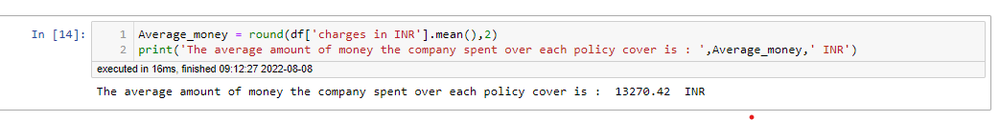 In [14]:
1 Average_money = round(df['charges in INR'].mean(),2)
2 print('The average amount of money the company spent over each policy cover is : ',Average_money,' INR')
executed in 16ms, finished 09:12:27 2022-08-08
The average amount of money the company spent over each policy cover is :  13270.42  INR